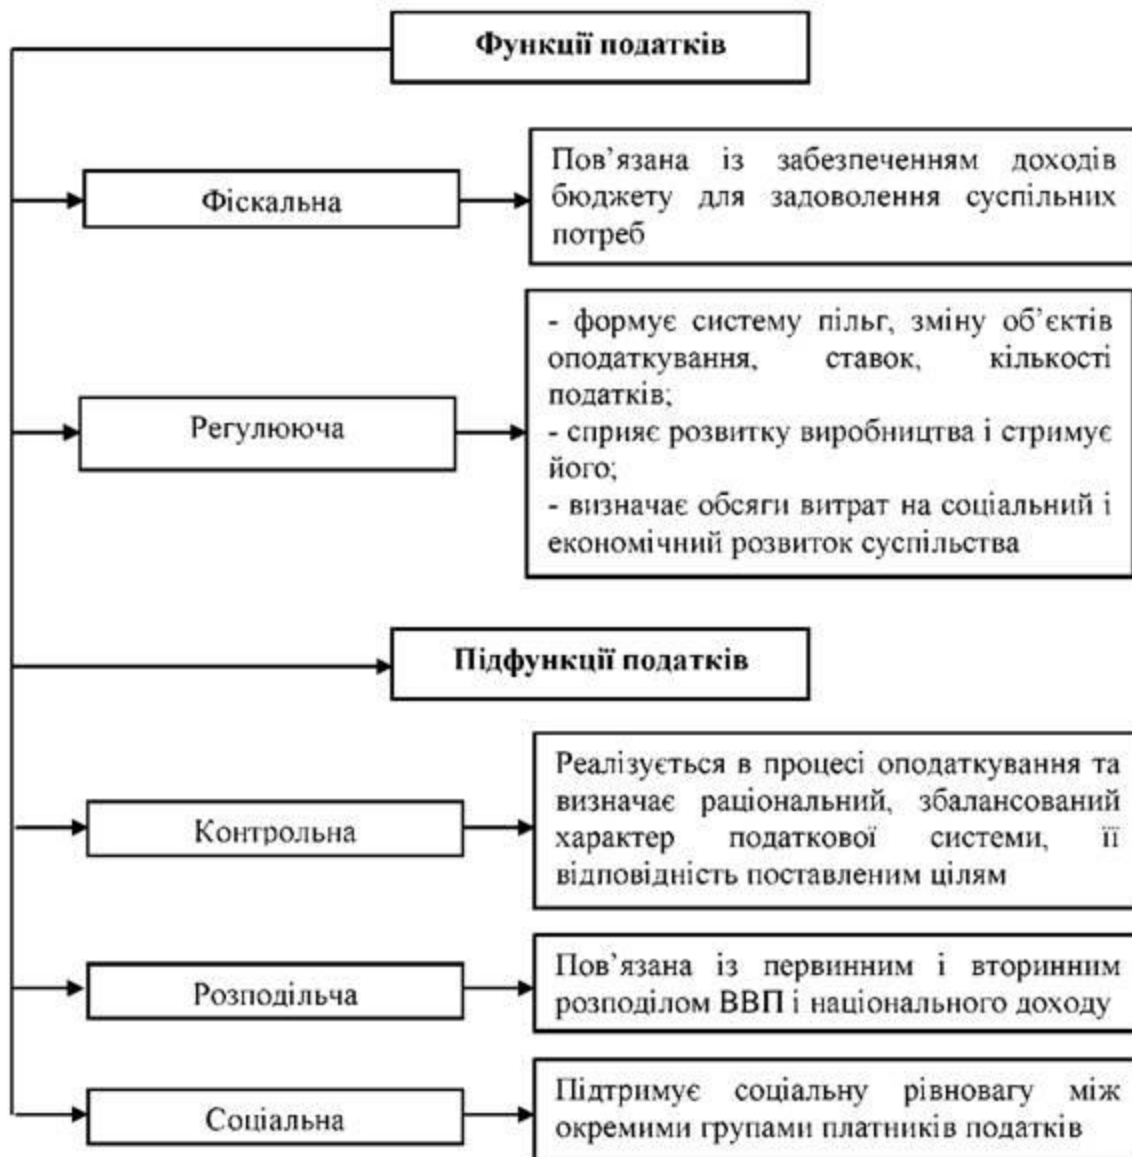 Функції податків
Фіскальна
Пов’язана із забезпеченням доходів
бюджету для задоволення суспільних
потреб
Регулююча
- формує систему пільг, зміну об’єктів
оподаткування, ставок, кількості
податків;
- сприяє розвитку виробництва і стримує
його;
- визначає обсяги витрат на соціальний і
економічний розвиток суспільства
Підфункції податків
Контрольна
Реалізується в процесі оподаткування та
визначає раціональний, збалансований
характер податкової системи, її
відповідність поставленим цілям
Розподільча
Пов’язана із первинним і вторинним
розподілом ВВП і національного доходу
Соціальна
Підтримує соціальну рівновагу між
окремими групами платників податків